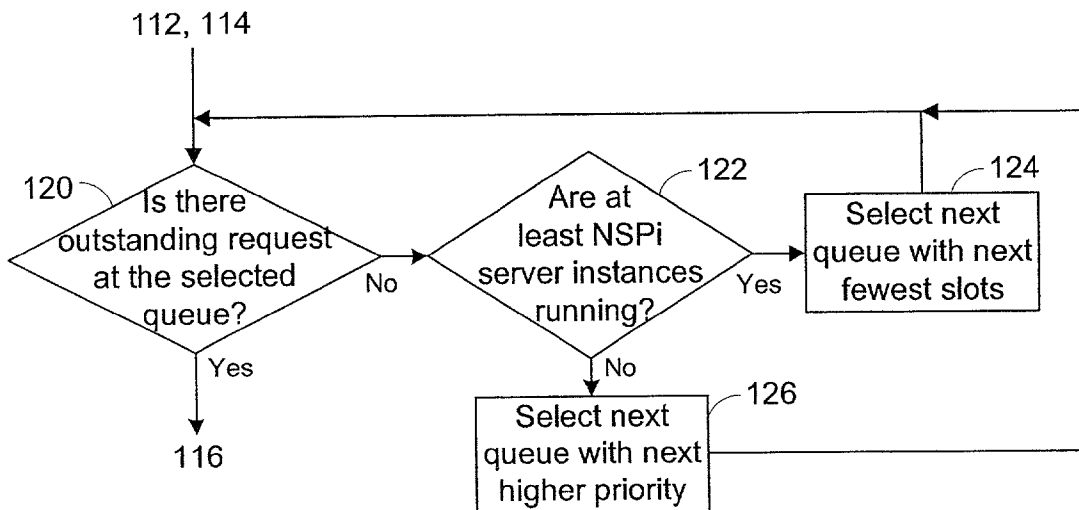 112, 114
120
Is there
outstanding request
at the selected
queue?
No
Yes
116
122
Are at
least NSPi
server instances
running?
Yes
No
124
Select next
queue with next
fewest slots
126
Select next
queue with next
higher priority